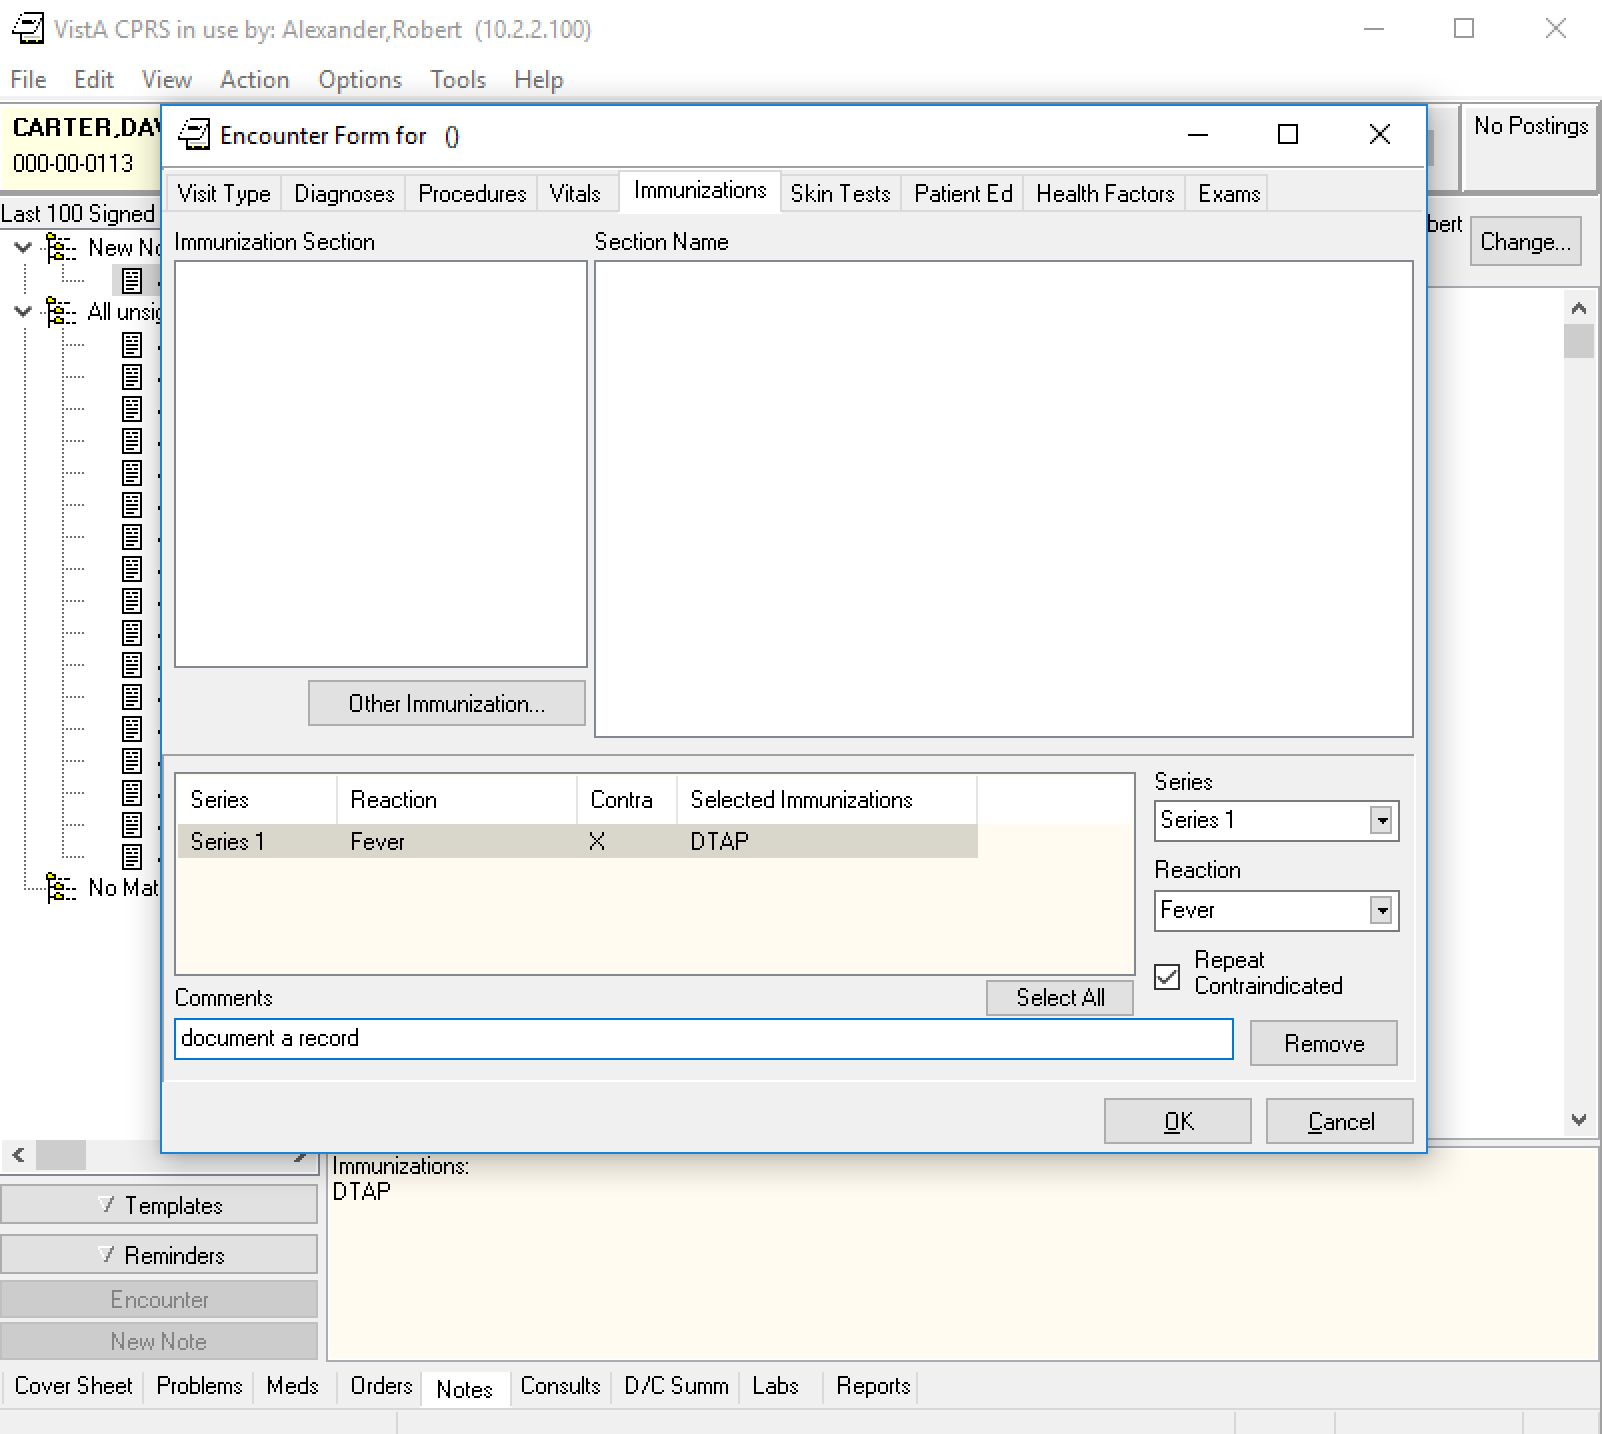 VistA CPRS in use by: Alexander,Robert (10.2.2.100)
File Edit View Action Options Tools Help
CARTER,DAV
000-00-0113
No Postings
Last 100 Signed
New No
All unsig
No Mat
bert
Change...
Encounter Form for ()
Visit Type Diagnoses Procedures Vitals Immunizations Skin Tests Patient Ed Health Factors Exams
Immunization Section Section Name
Other Immunization...
Series Reaction Contra Selected Immunizations
Series 1 Fever X DTAP
Series
Series 1
Reaction
Fever
Repeat
Contraindicated
Comments
Select All
document a record
Remove
OK Cancel
Immunizations:
DTAP
Templates
Reminders
Encounter
New Note
Cover Sheet Problems Meds Orders Notes Consults D/C Summ Labs Reports